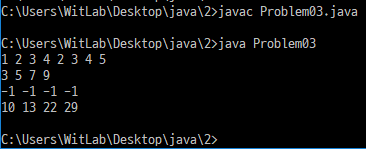 C:\Users\WitLab\Desktop\java\2>javac Problem03.java
C:\Users\WitLab\Desktop\java\2>java Problem03
1 2 3 4 2 3 4 5
3 5 7 9
-1 -1 -1 -1
10 13 22 29
C:\Users\WitLab\Desktop\java\2>